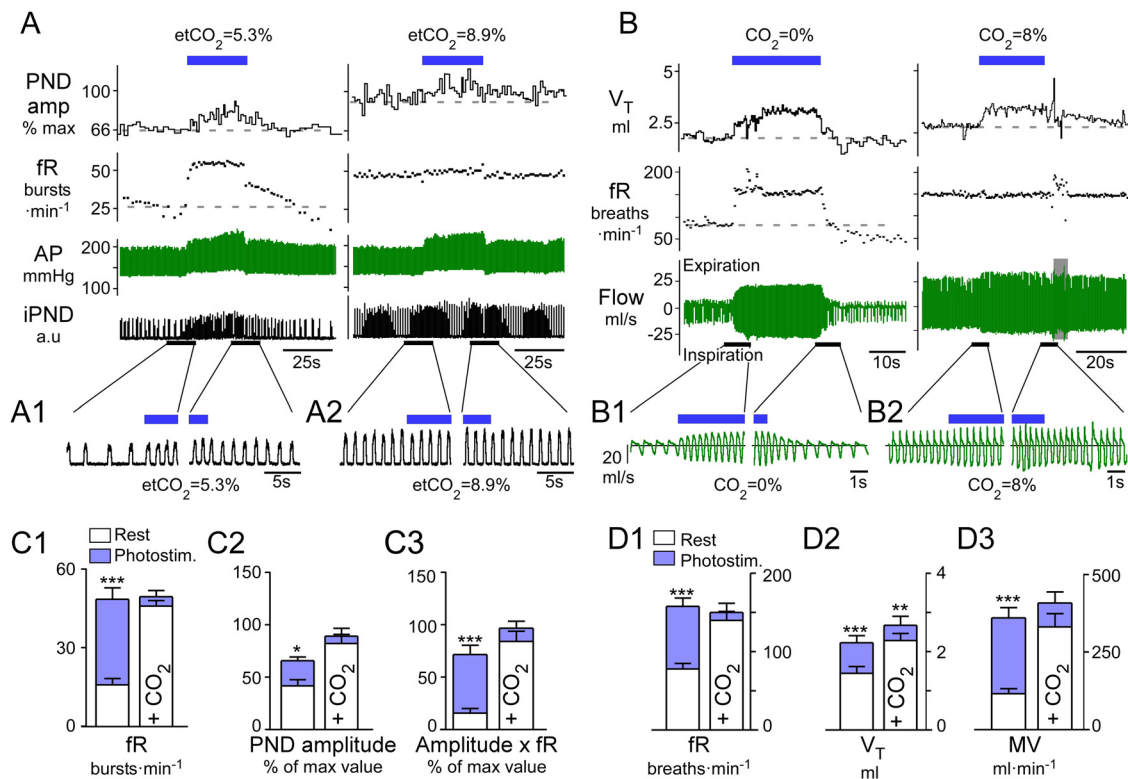 A
B
etCO2=5.3%
etCO2=8.9%
CO2=0%
CO2=8%
PND
amp
% max
100
66
VT
ml
5
2.5
fR
bursts
·min-1
50
25
fR
breaths
·min-1
200
50
AP
mmHg
200
100
Expiration
Flow
ml/s
25
0
-25
Inspiration
iPND
a.u
25s
25s
10s
20s
A1
A2
B1
B2
5s
5s
20
ml/s
1s
1s
etCO2=5.3%
etCO2=8.9%
CO2=0%
CO2=8%
C1
Rest
Photostim.
C2
C3
D1
Rest
Photostim.
D2
D3
60
30
0
***
+ CO2
fR
bursts·min-1
150
100
50
0
*
+ CO2
PND amplitude
% of max value
150
100
50
0
***
+ CO2
Amplitude x fR
% of max value
200
100
0
***
+ CO2
fR
breaths·min-1
4
2
0
***
**
+ CO2
VT
ml
500
250
0
***
+ CO2
MV
ml·min-1